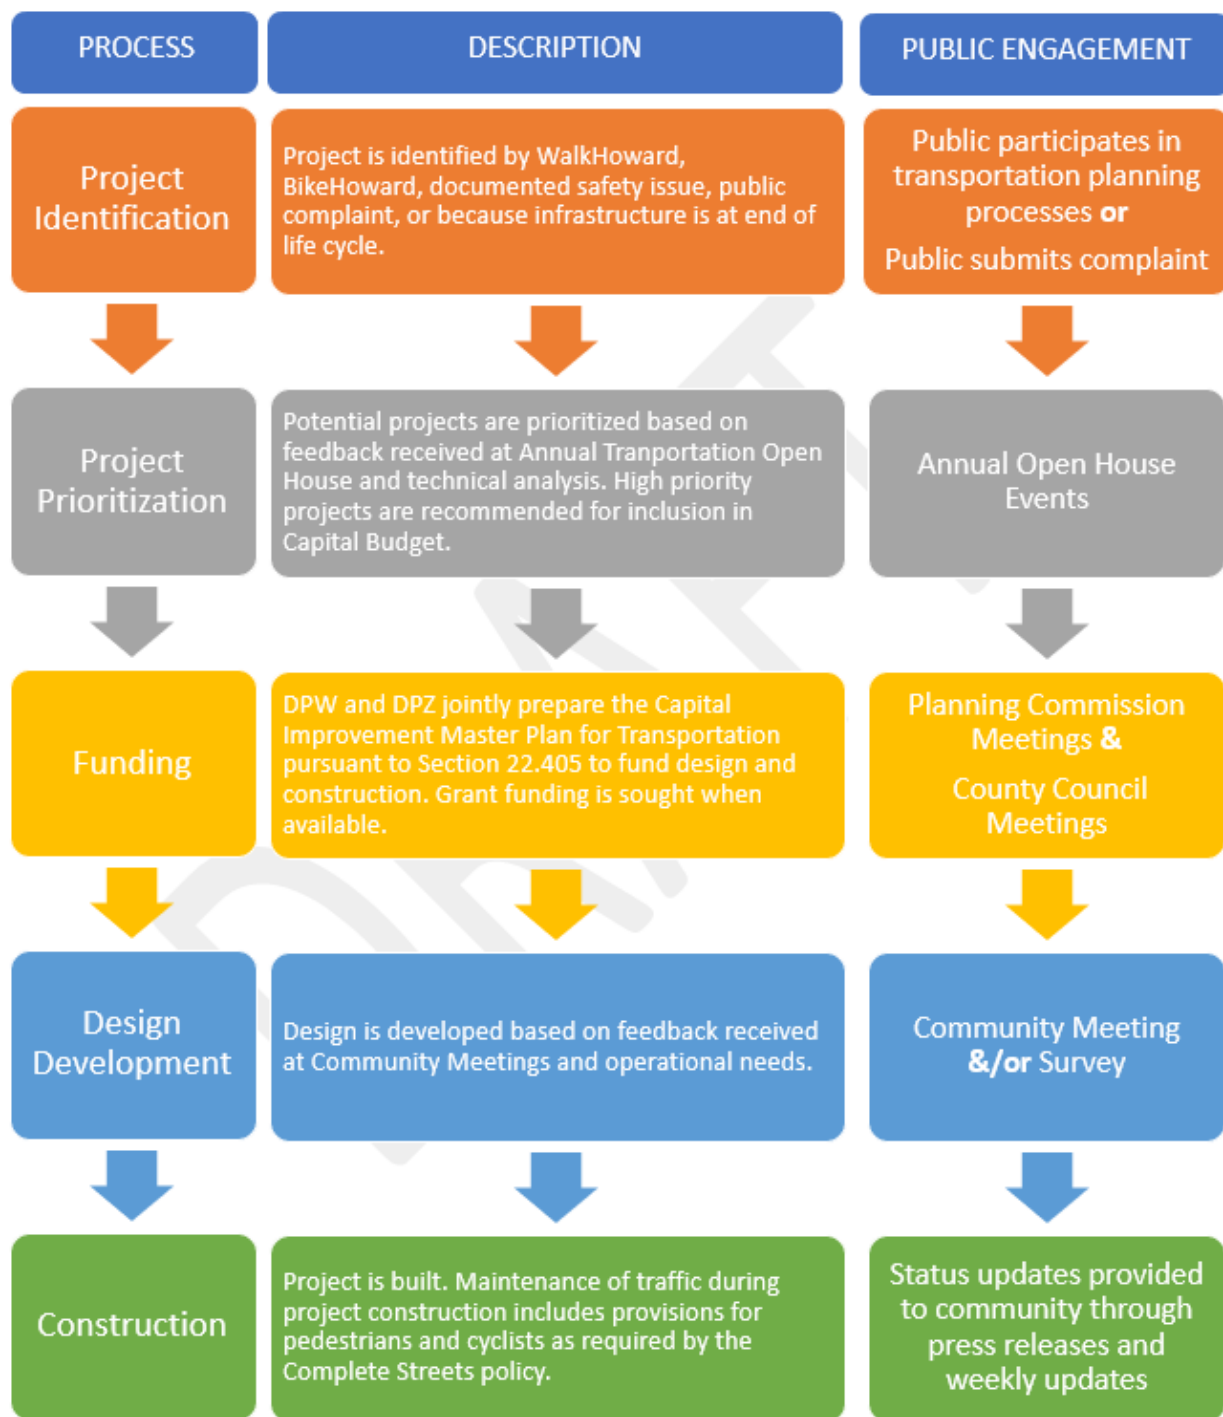 PROCESS
DESCRIPTION
PUBLIC ENGAGEMENT
Project
Identification
Project is identified by WalkHoward,
BikeHoward, documented safety issue, public
complaint, or because infrastructure is at end of
life cycle.
Public participates in
transportation planning
processes or
Public submits complaint
Project
Prioritization
Potential projects are prioritized based on
feedback received at Annual Tranportation Open
House and technical analysis. High priority
projects are recommended for inclusion in
Capital Budget.
Annual Open House
Events
Funding
DPW and DPZ jointly prepare the Capital
Improvement Master Plan for Transportation
pursuant to Section 22.405 to fund design and
construction. Grant funding is sought when
available.
Planning Commission
Meetings &
County Council
Meetings
Design
Development
Design is developed based on feedback received
at Community Meetings and operational needs.
Community Meeting
&/or Survey
Construction
Project is built. Maintenance of traffic during
project construction includes provisions for
pedestrians and cyclists as required by the
Complete Streets policy.
Status updates provided
to community through
press releases and
weekly updates
DRAFT